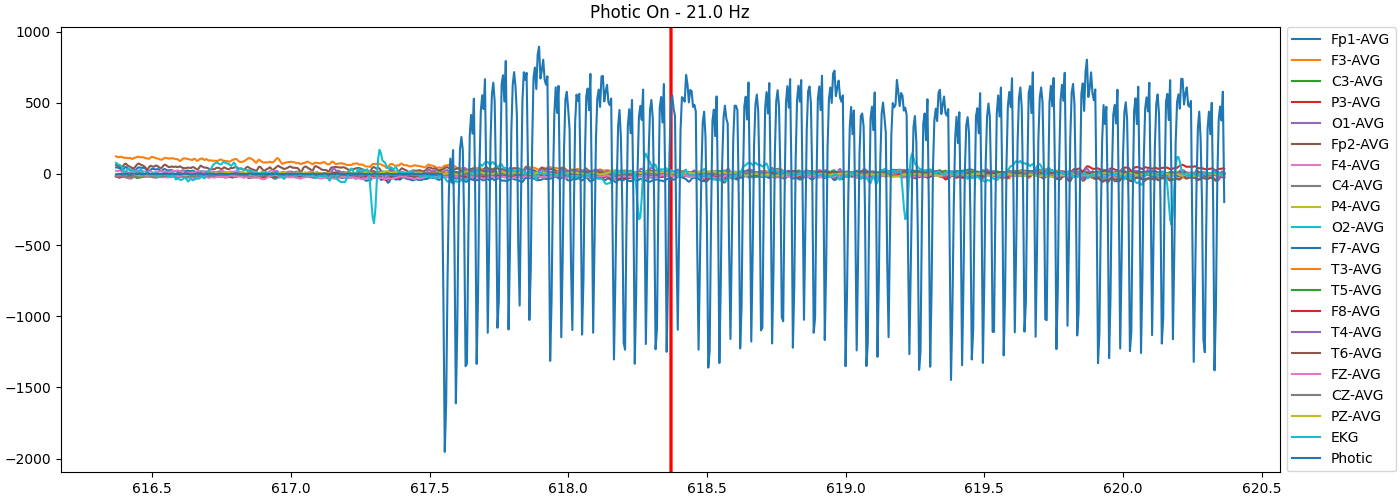 Photic On - 21.0 Hz
1000
500
0
−500
−1000
−1500
−2000
616.5 617.0 617.5 618.0 618.5 619.0 619.5 620.0 620.5
Fp1-AVG
F3-AVG
C3-AVG
P3-AVG
O1-AVG
Fp2-AVG
F4-AVG
C4-AVG
P4-AVG
O2-AVG
F7-AVG
T3-AVG
T5-AVG
F8-AVG
T4-AVG
T6-AVG
FZ-AVG
CZ-AVG
PZ-AVG
EKG
Photic